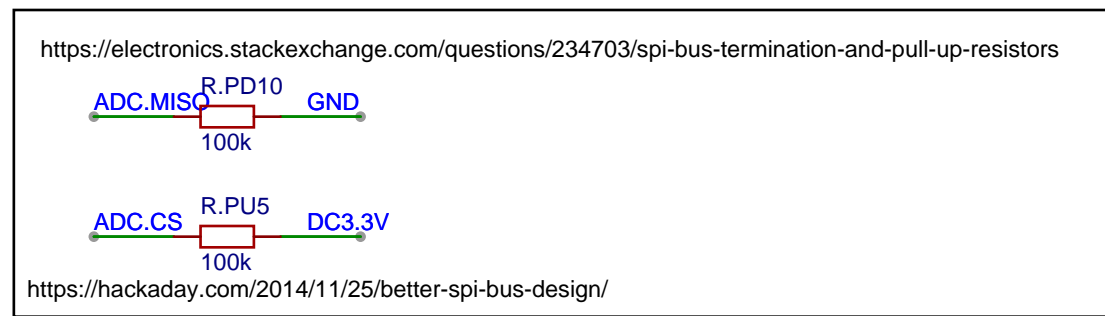 https://electronics.stackexchange.com/questions/234703/spi-bus-termination-and-pull-up-resistors
R.PD10
ADC.MISO GND
100k
R.PU5
ADC.CS DC3.3V
100k
https://hackaday.com/2014/11/25/better-spi-bus-design/